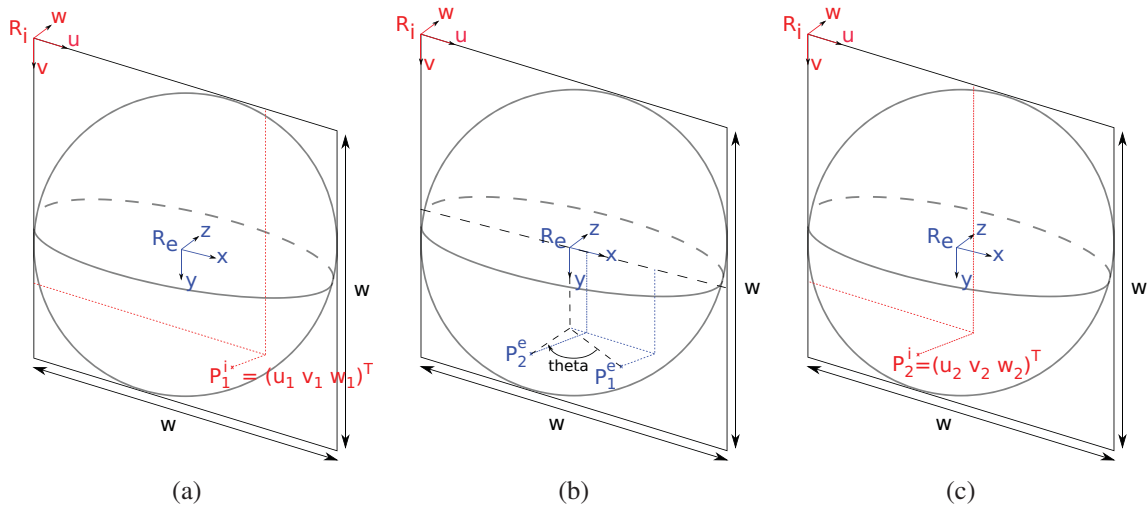 w
R_i
u
v
z
R_e
x
y
w
P_1^i = (u_1 v_1 w_1)^T
w
(a)
w
R_i
u
v
z
R_e
x
y
w
P_2^e
theta
P_1^e
w
(b)
w
R_i
u
v
z
R_e
x
y
w
P_2^i=(u_2 v_2 w_2)^T
w
(c)